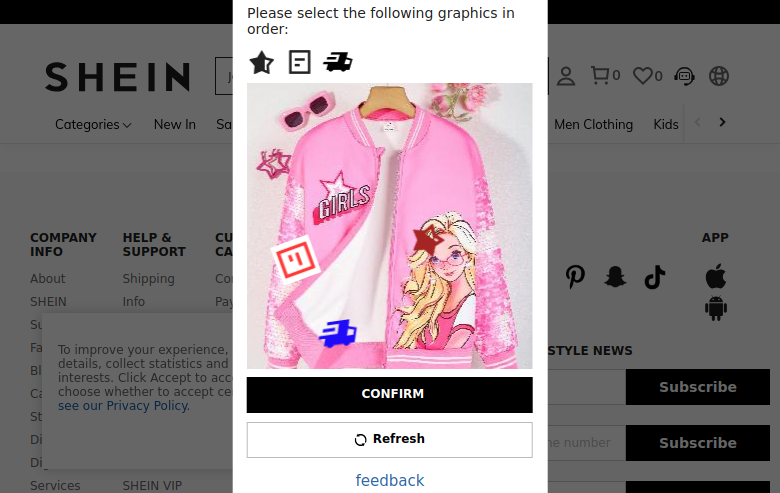 Please select the following graphics in
order:
SHEIN
0
0
Categories
New In
Sa
Men Clothing
Kids
GIRLS
COMPANY
INFO
HELP &
SUPPORT
CU
CA
APP
About
Shipping
Co
SHEIN
Info
Pay
Su
To improve your experience,
details, collect statistics and
interests. Click Accept to acc
choose whether to accept ce
see our Privacy Policy.
Fa
Bl
Ca
St
Di
Di
Services
SHEIN VIP
STYLE NEWS
Subscribe
ne number
Subscribe
CONFIRM
Refresh
feedback